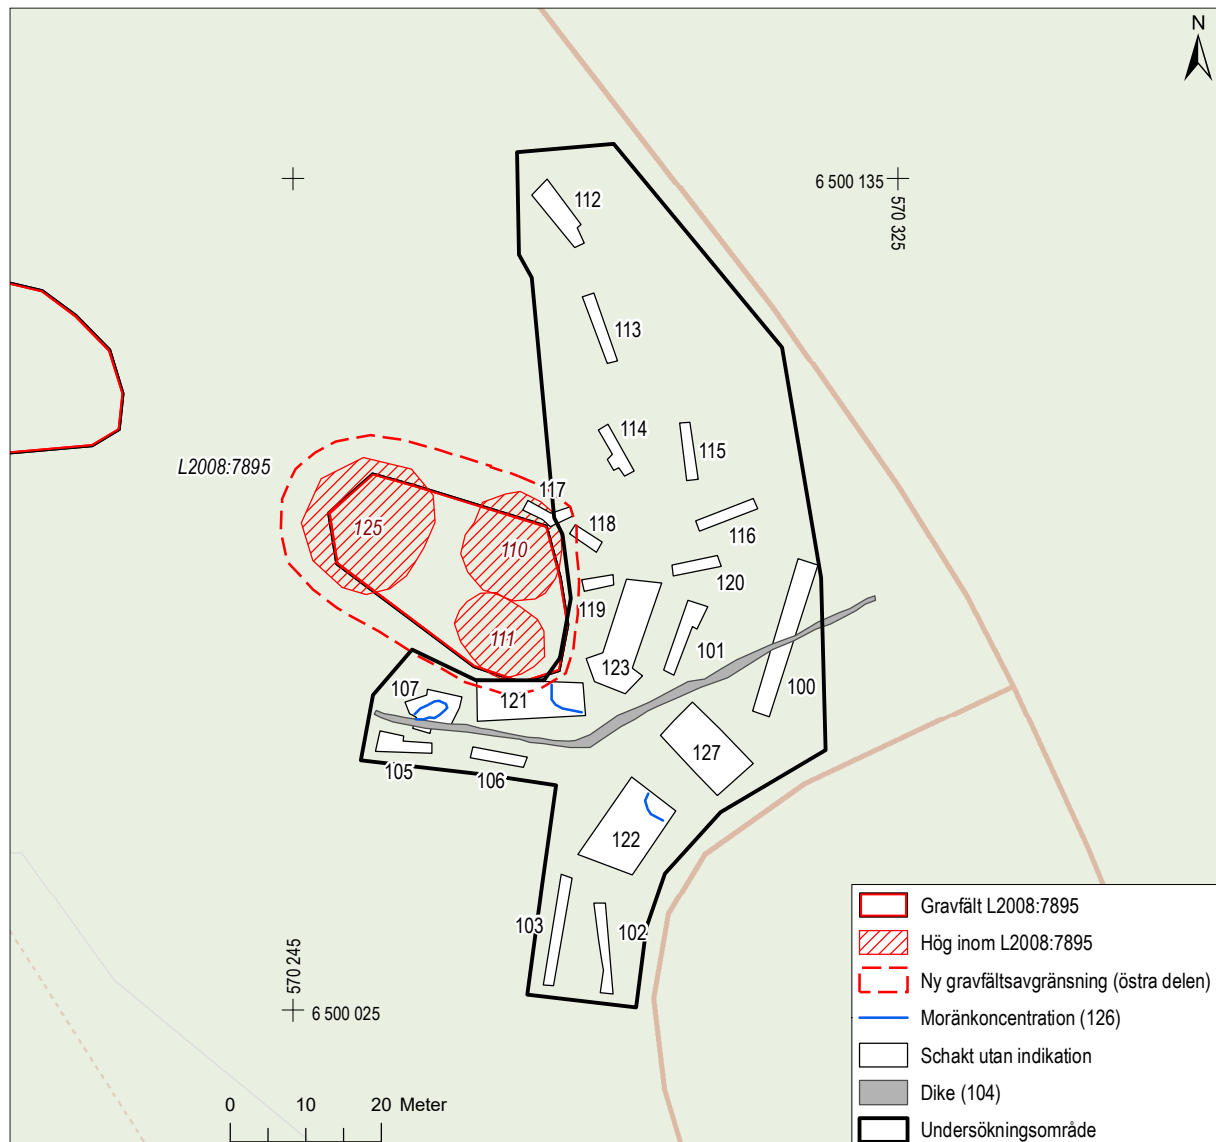 N
6 500 135
570 325
112
113
114
115
L2008:7895
117
125
118
116
110
120
119
111
101
123
107
121
100
127
105
106
122
103
102
570 245
6 500 025
0 10 20 Meter
Gravfält L2008:7895
Hög inom L2008:7895
Ny gravfältsavgränsning (östra delen)
Moränkoncentration (126)
Schakt utan indikation
Dike (104)
Undersökningsområde